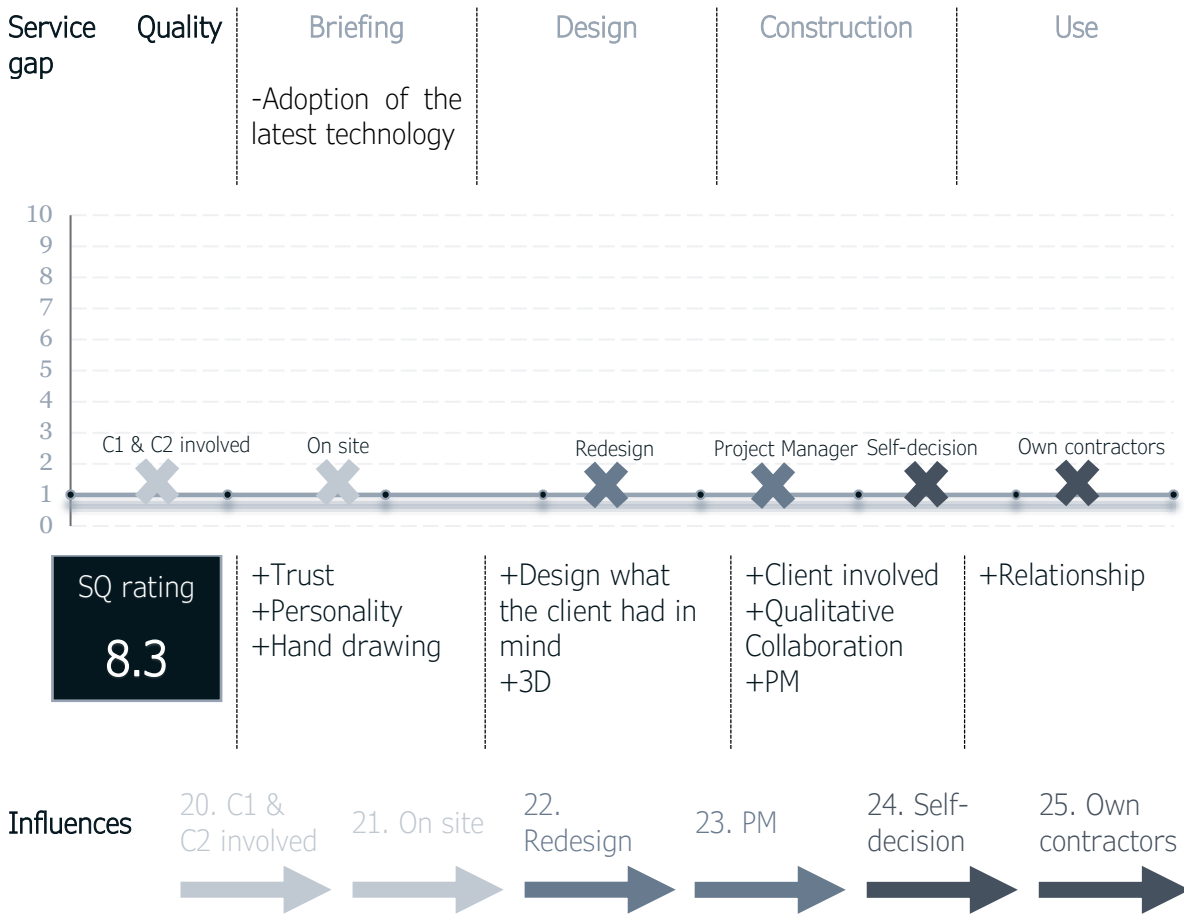 Service Quality
gap
Briefing
Design
Construction
Use
-Adoption of the
latest technology
10
9
8
7
6
5
4
3
2
1
0
C1 & C2 involved
On site
Redesign
Project Manager
Self-decision
Own contractors
SQ rating
8.3
+Trust
+Personality
+Hand drawing
+Design what
the client had in
mind
+3D
+Client involved
+Qualitative
Collaboration
+PM
+Relationship
Influences
20. C1 &
C2 involved
21. On site
22.
Redesign
23. PM
24. Self-
decision
25. Own
contractors